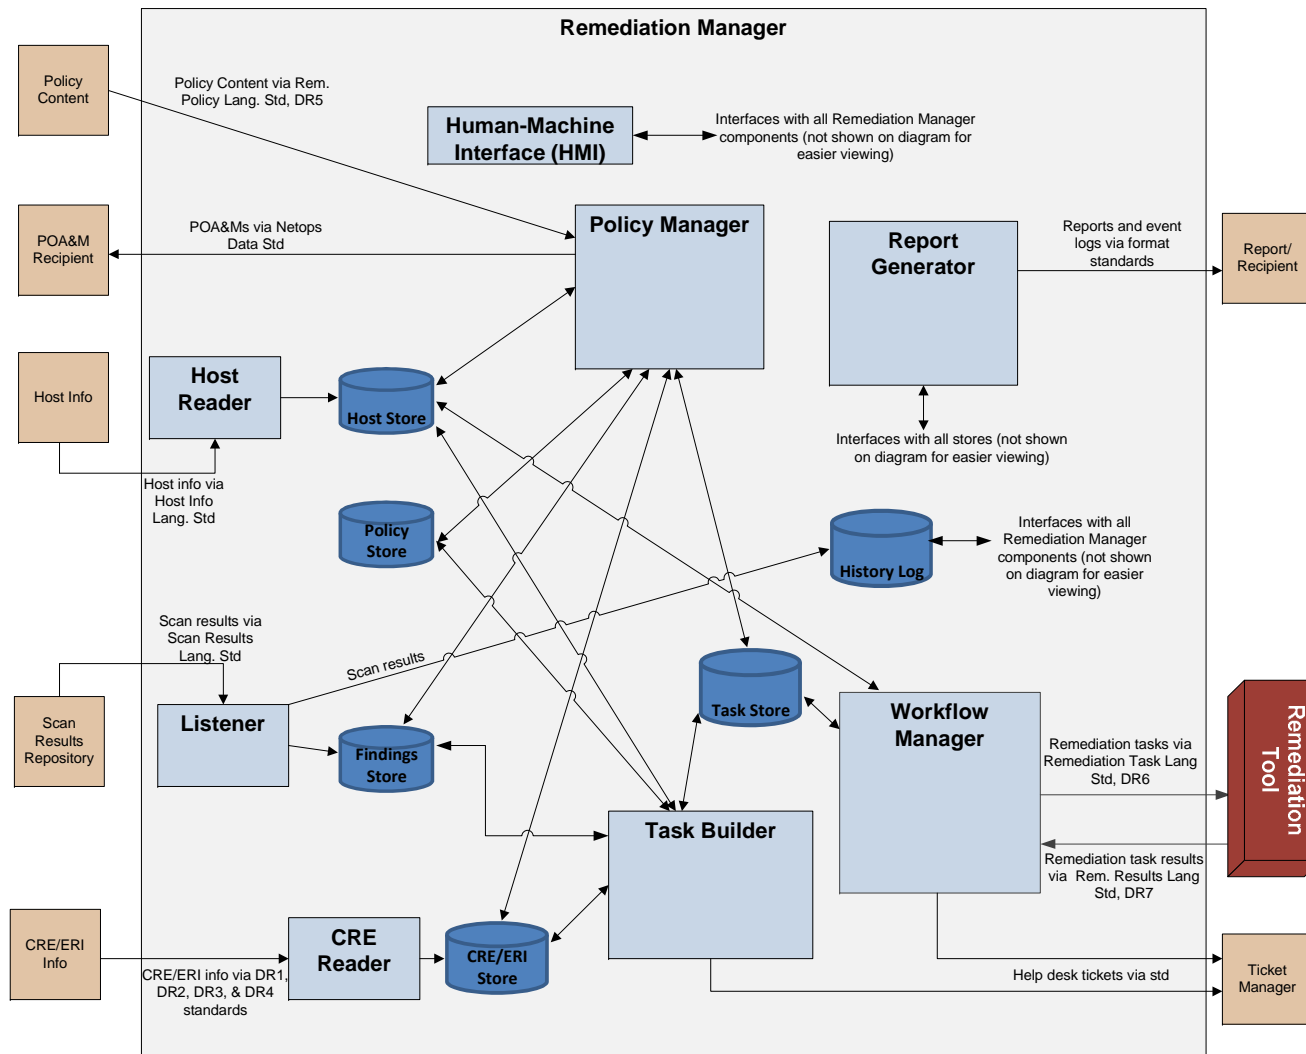 Remediation Manager
Policy
Content
Policy Content via Rem.
Policy Lang. Std, DR5
Human-Machine
Interface (HMI)
Interfaces with all Remediation Manager
components (not shown on diagram for
easier viewing)
POA&M
Recipient
POA&Ms via Netops
Data Std
Policy Manager
Report
Generator
Reports and event
logs via format
standards
Report/
Recipient
Host Info
Host
Reader
Host Store
Interfaces with all stores (not shown
on diagram for easier viewing)
Host info via
Host Info
Lang. Std
Policy
Store
History Log
Interfaces with all
Remediation Manager
components (not shown
on diagram for easier
viewing)
Scan results via
Scan Results
Lang. Std
Scan results
Scan
Results
Repository
Listener
Findings
Store
Task Store
Workflow
Manager
Remediation tasks via
Remediation Task Lang
Std, DR6
Remediation
Tool
Task Builder
Remediation task results
via  Rem. Results Lang
Std, DR7
CRE/ERI
Info
CRE/ERI info via DR1,
DR2, DR3, & DR4
standards
CRE
Reader
CRE/ERI
Store
Help desk tickets via std
Ticket
Manager